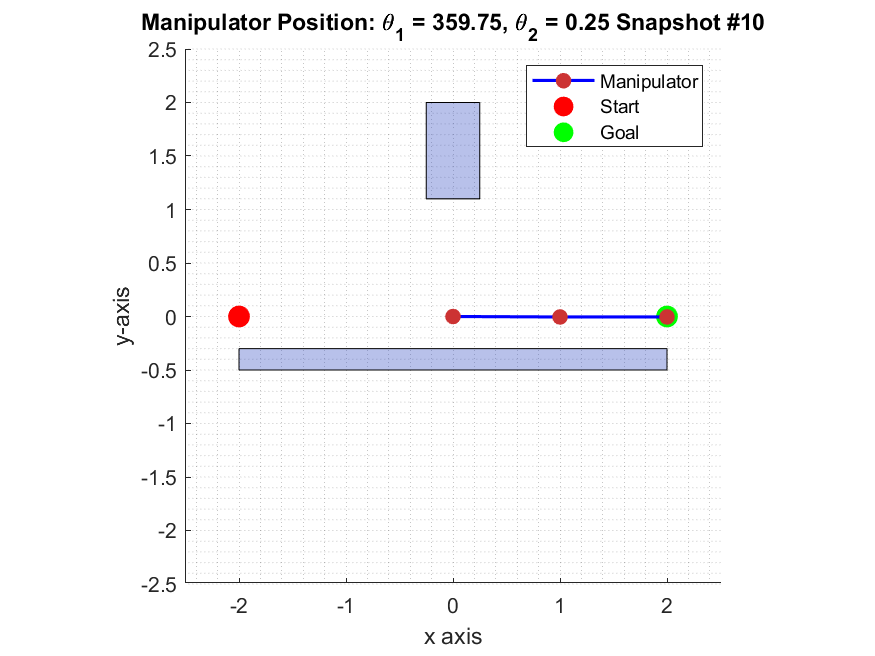 Manipulator Position: θ1 = 359.75, θ2 = 0.25 Snapshot #10
2.5
2
1.5
1
0.5
0
-0.5
-1
-1.5
-2
-2.5
y-axis
Manipulator
Start
Goal
-2 -1 0 1 2
x axis